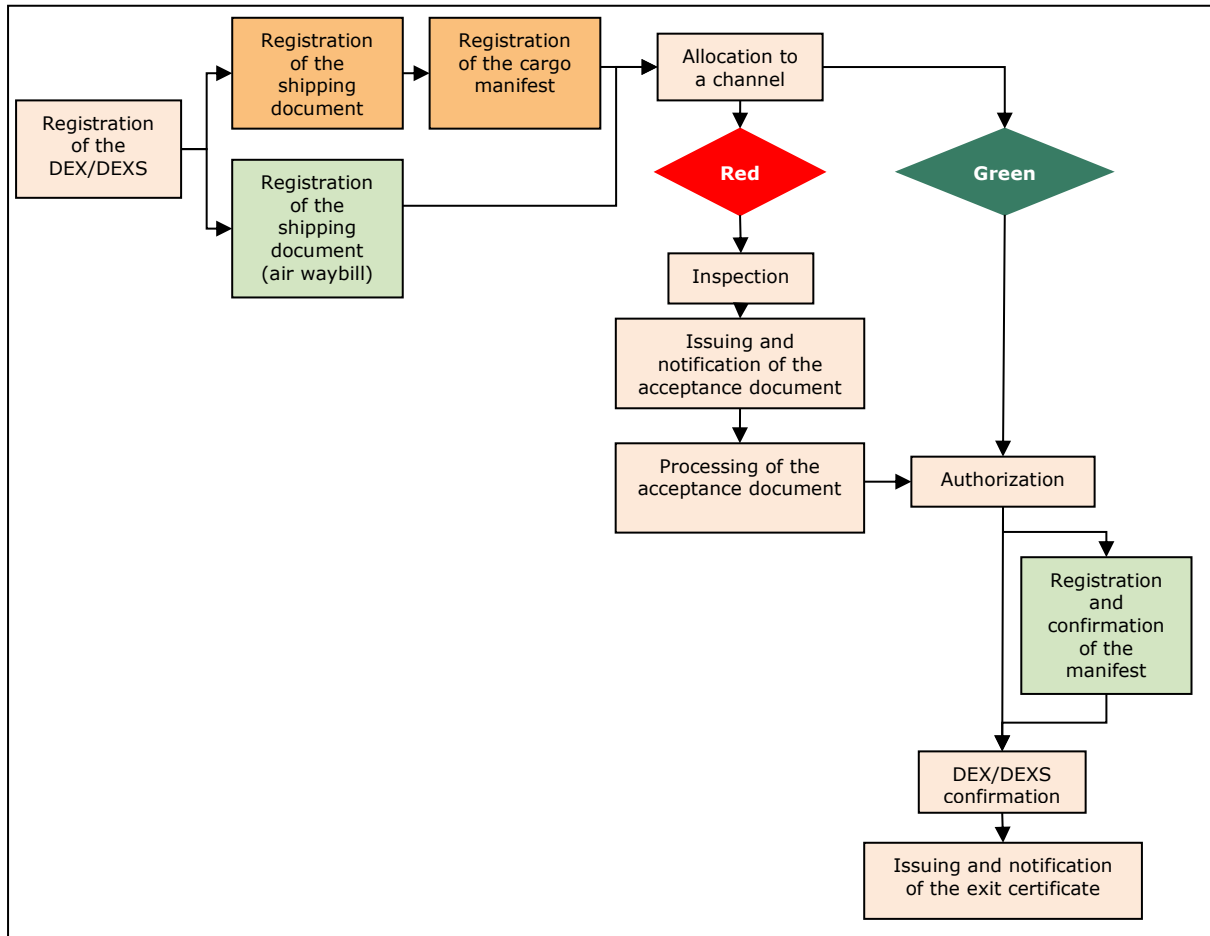 Registration
of the
DEX/DEXS
Registration
of the
shipping
document
Registration
of the cargo
manifest
Registration
of the
shipping
document
(air waybill)
Allocation to
a channel
Red
Green
Inspection
Issuing and
notification of the
acceptance document
Processing of the
acceptance document
Authorization
Registration
and
confirmation
of the
manifest
DEX/DEXS
confirmation
Issuing and notification
of the exit certificate